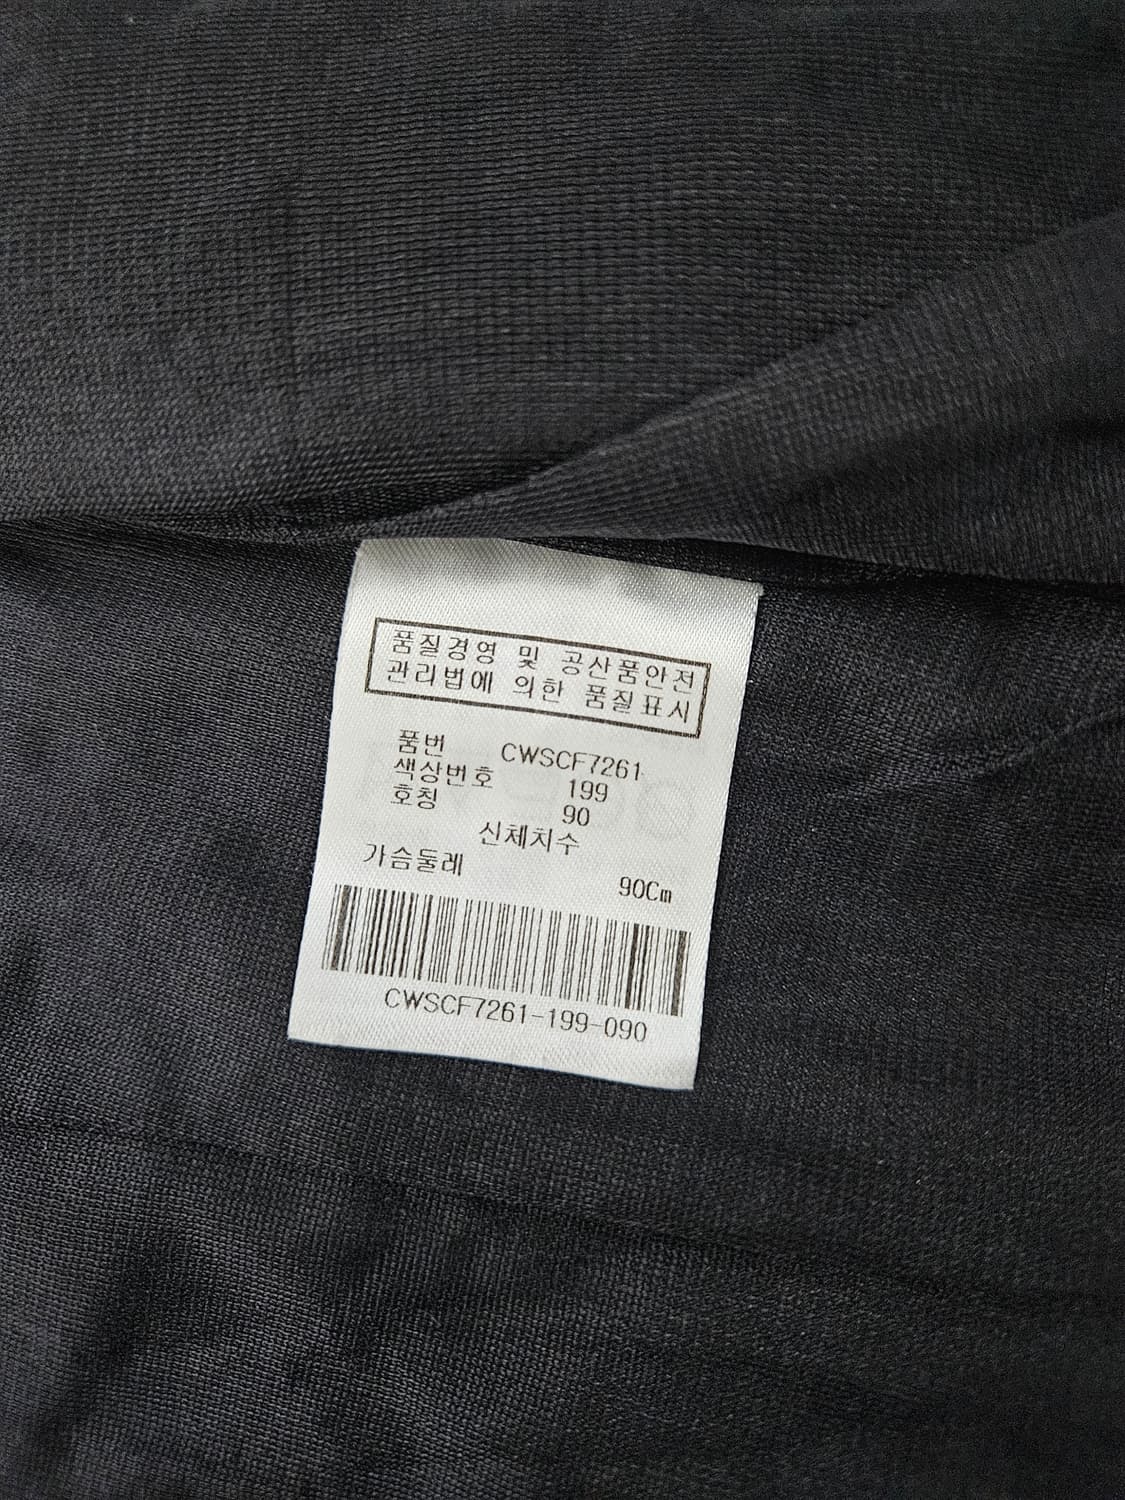 품질경영 및 공산품안전
관리법에 의한 품질표시
품번 CWSCF7261
색상번호 199
호칭 90
신체치수
가슴둘레 90Cm
CWSCF7261-199-090